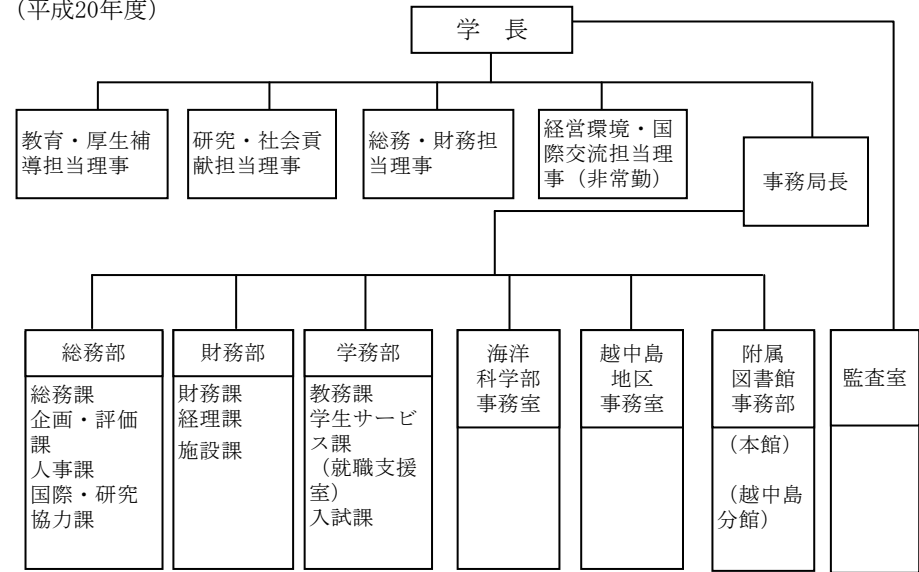 （平成20年度）
学　長
教育・厚生補
導担当理事
研究・社会貢
献担当理事
総務・財務担
当理事
経営環境・国
際交流担当理
事（非常勤）
事務局長
総務部
総務課
企画・評価
課
人事課
国際・研究
協力課
財務部
財務課
経理課
施設課
学務部
教務課
学生サービ
ス課
（就職支援
室）
入試課
海洋
科学部
事務室
越中島
地区
事務室
附属
図書館
事務部
（本館）
（越中島
分館）
監査室